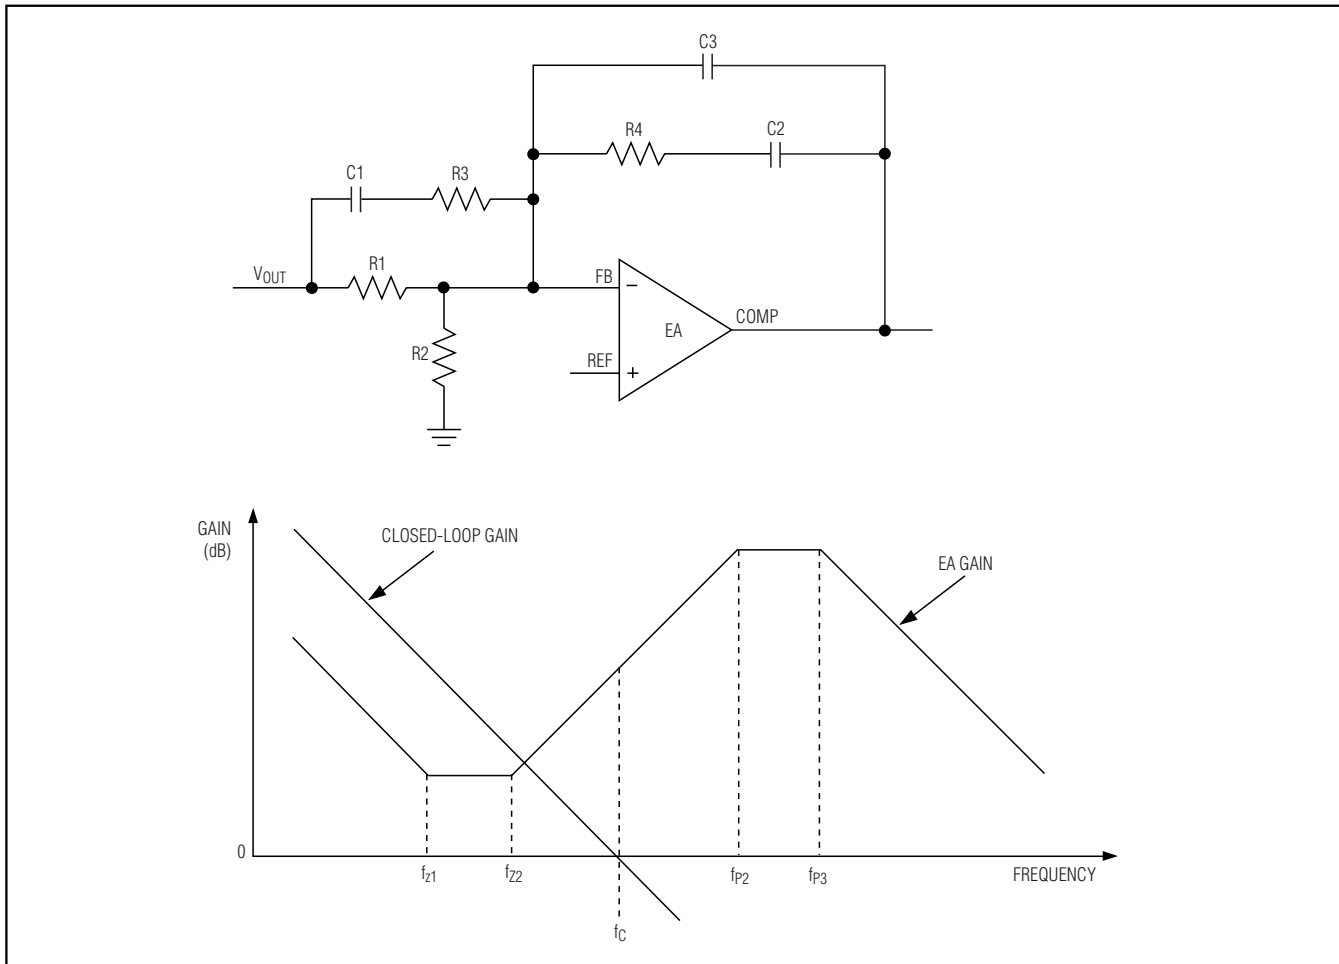 C3
R4
C2
C1
R3
VOUT
R1
FB
−
EA
COMP
R2
REF
+
GAIN
(dB)
CLOSED-LOOP GAIN
EA GAIN
0
fz1
fZ2
fP2
fP3
FREQUENCY
fC